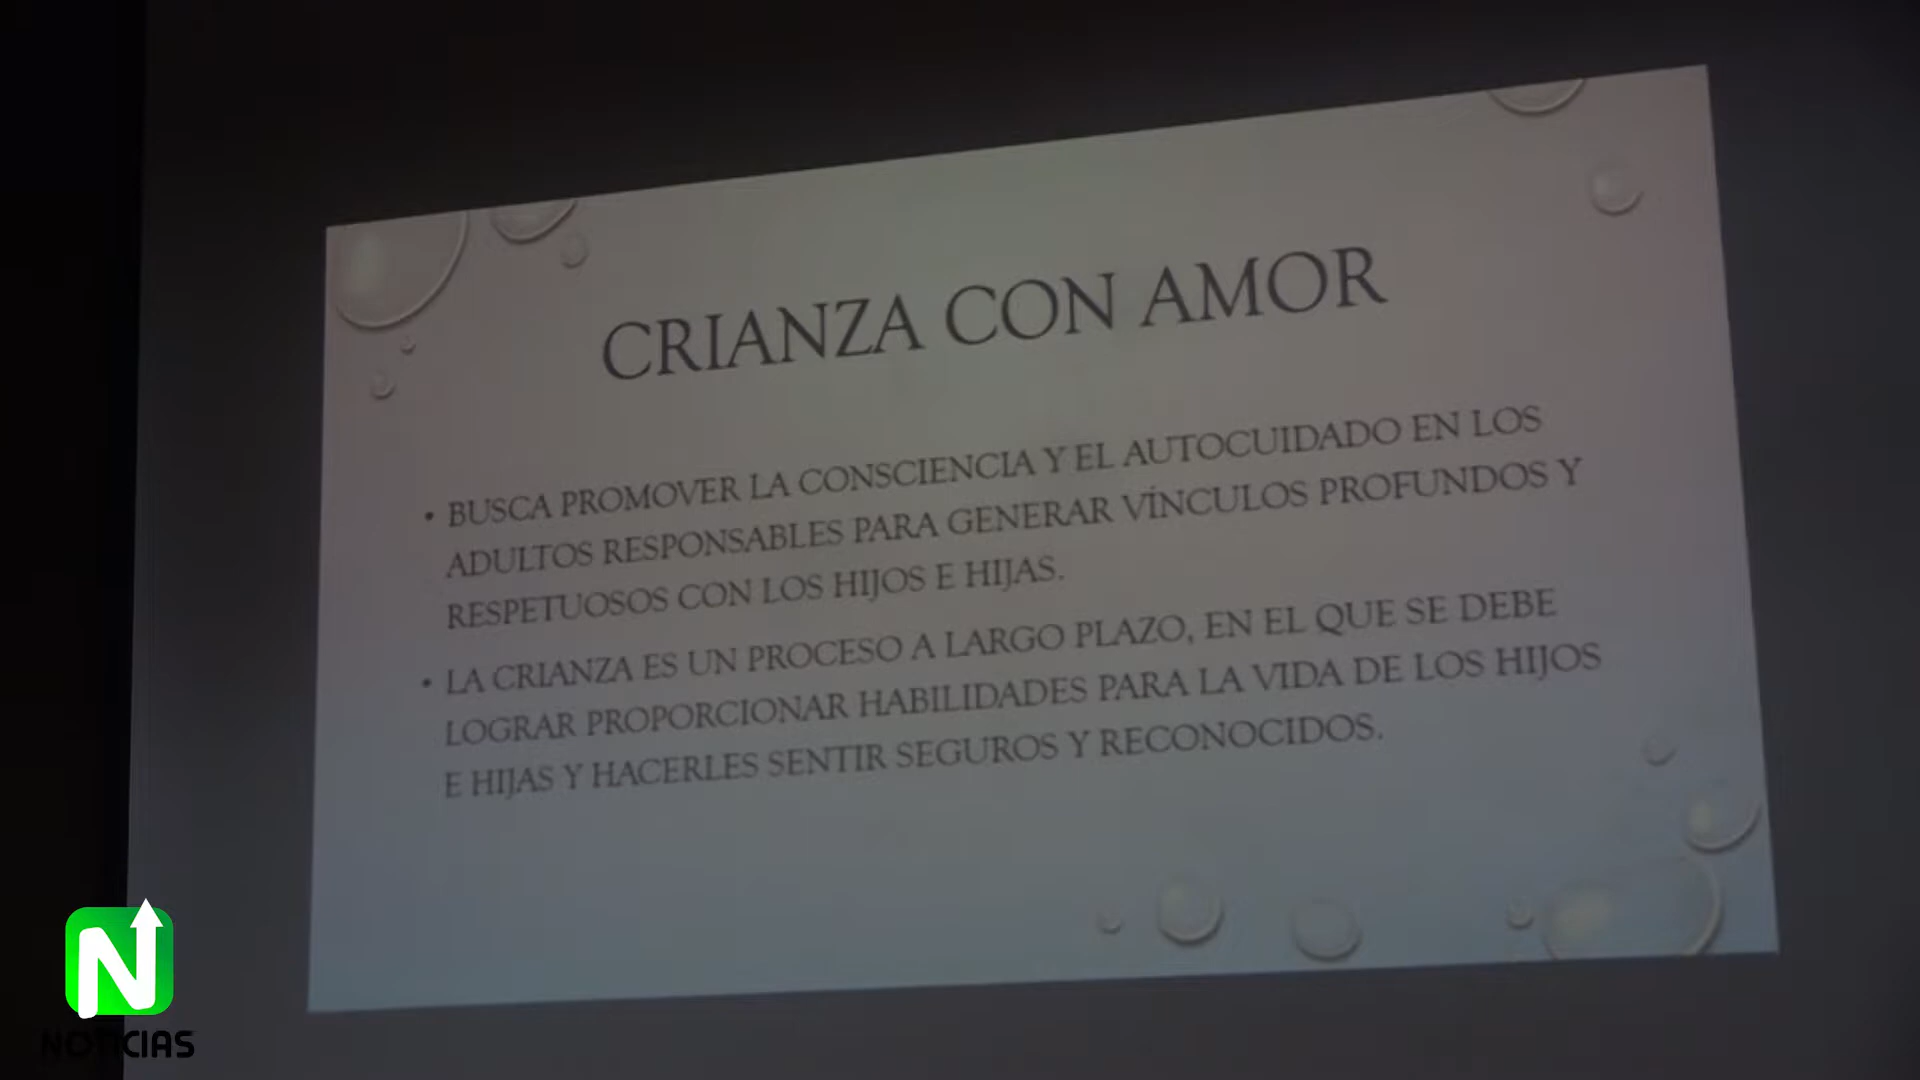 CRIANZA CON AMOR
• BUSCA PROMOVER LA CONSCIENCIA Y EL AUTOCUIDADO EN LOS
ADULTOS RESPONSABLES PARA GENERAR VÍNCULOS PROFUNDOS Y
RESPETUOSOS CON LOS HIJOS E HIJAS.
• LA CRIANZA ES UN PROCESO A LARGO PLAZO, EN EL QUE SE DEBE
LOGRAR PROPORCIONAR HABILIDADES PARA LA VIDA DE LOS HIJOS
E HIJAS Y HACERLES SENTIR SEGUROS Y RECONOCIDOS.
N
NOTICIAS